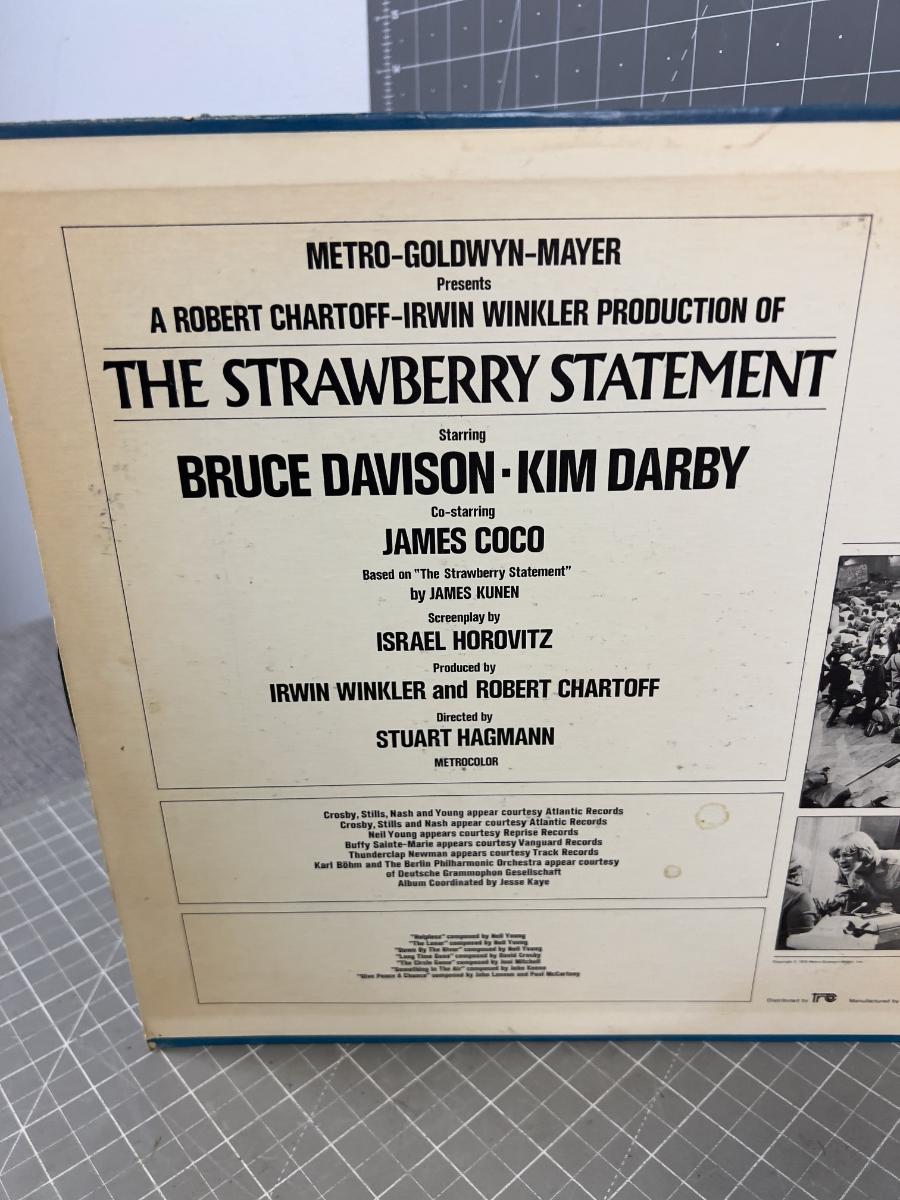 METRO-GOLDWYN-MAYER
Presents
A ROBERT CHARTOFF-IRWIN WINKLER PRODUCTION OF
THE STRAWBERRY STATEMENT
Starring
BRUCE DAVISON · KIM DARBY
Co-starring
JAMES COCO
Based on "The Strawberry Statement"
by JAMES KUNEN
Screenplay by
ISRAEL HOROVITZ
Produced by
IRWIN WINKLER and ROBERT CHARTOFF
Directed by
STUART HAGMANN
METROCOLOR
Crosby, Stills, Nash and Young appear courtesy Atlantic Records
Crosby, Stills and Nash appear courtesy Atlantic Records
Neil Young appears courtesy Reprise Records
Buffy Sainte-Marie appears courtesy Vanguard Records
Thunderclap Newman appears courtesy Track Records
Karl Böhm and The Berlin Philharmonic Orchestra appear courtesy
of Deutsche Grammophon Gesellschaft
Album Coordinated by Jesse Kaye
"Helpless" composed by Neil Young
"The Loner" composed by Neil Young
"Down By The River" composed by Neil Young
"Long Time Gone" composed by David Crosby
"The Circle Game" composed by Joni Mitchell
"Something In The Air" composed by John Keene
"Give Peace A Chance" composed by John Lennon and Paul McCartney
Distributed by
Manufactured by